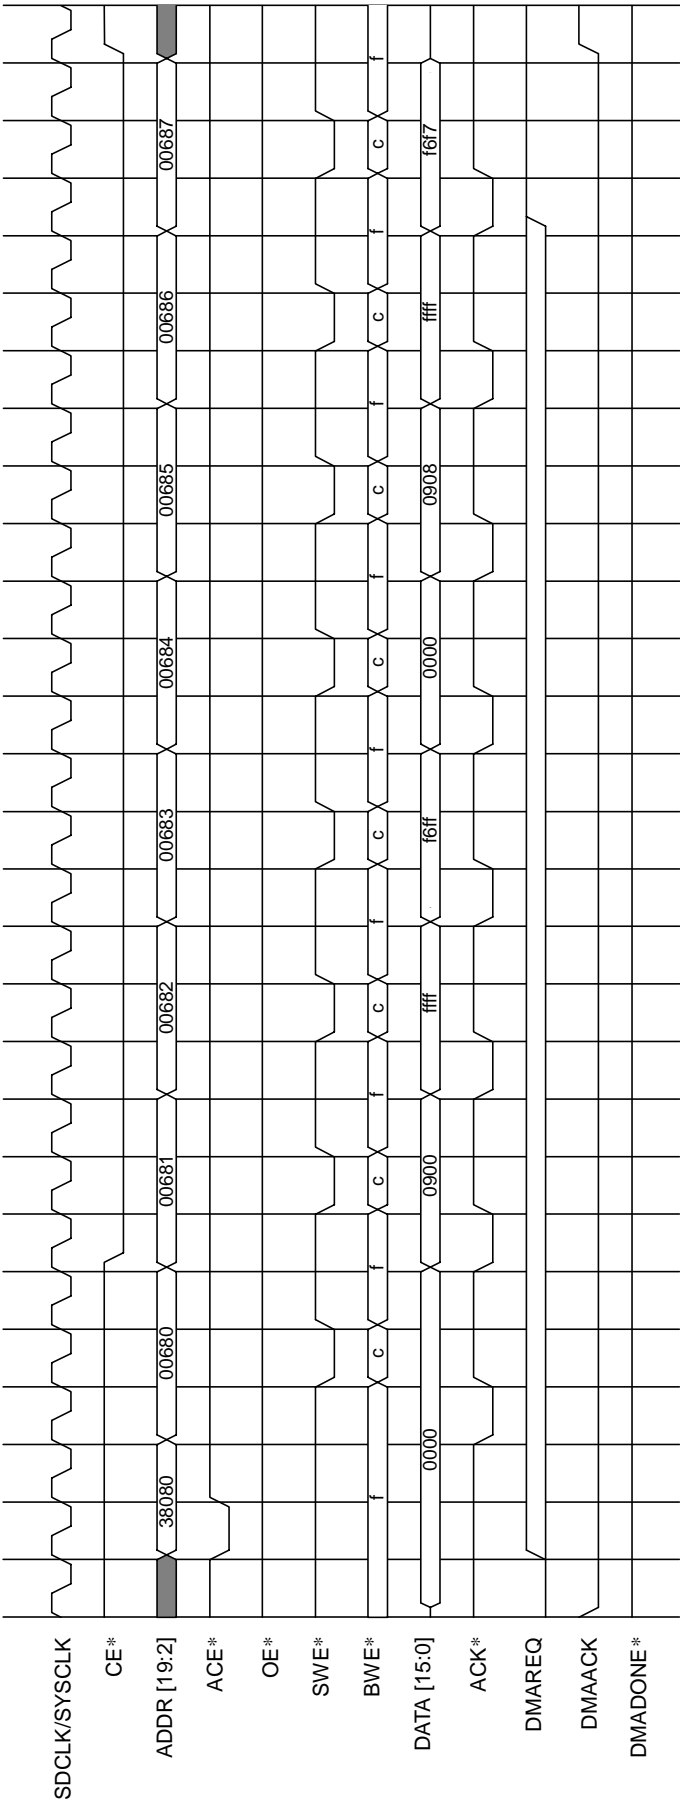 SDCLK/SYSCLK
CE*
ADDR [19:2] 38080 00680 00681 00682 00683 00684 00685 00686 00687
ACE*
OE*
SWE*
BWE* f c f c f c f c f c f c f c f c f
DATA [15:0] 0000 0900 ffff f6ff 0000 0908 ffff f6f7
ACK*
DMAREQ
DMAACK
DMADONE*